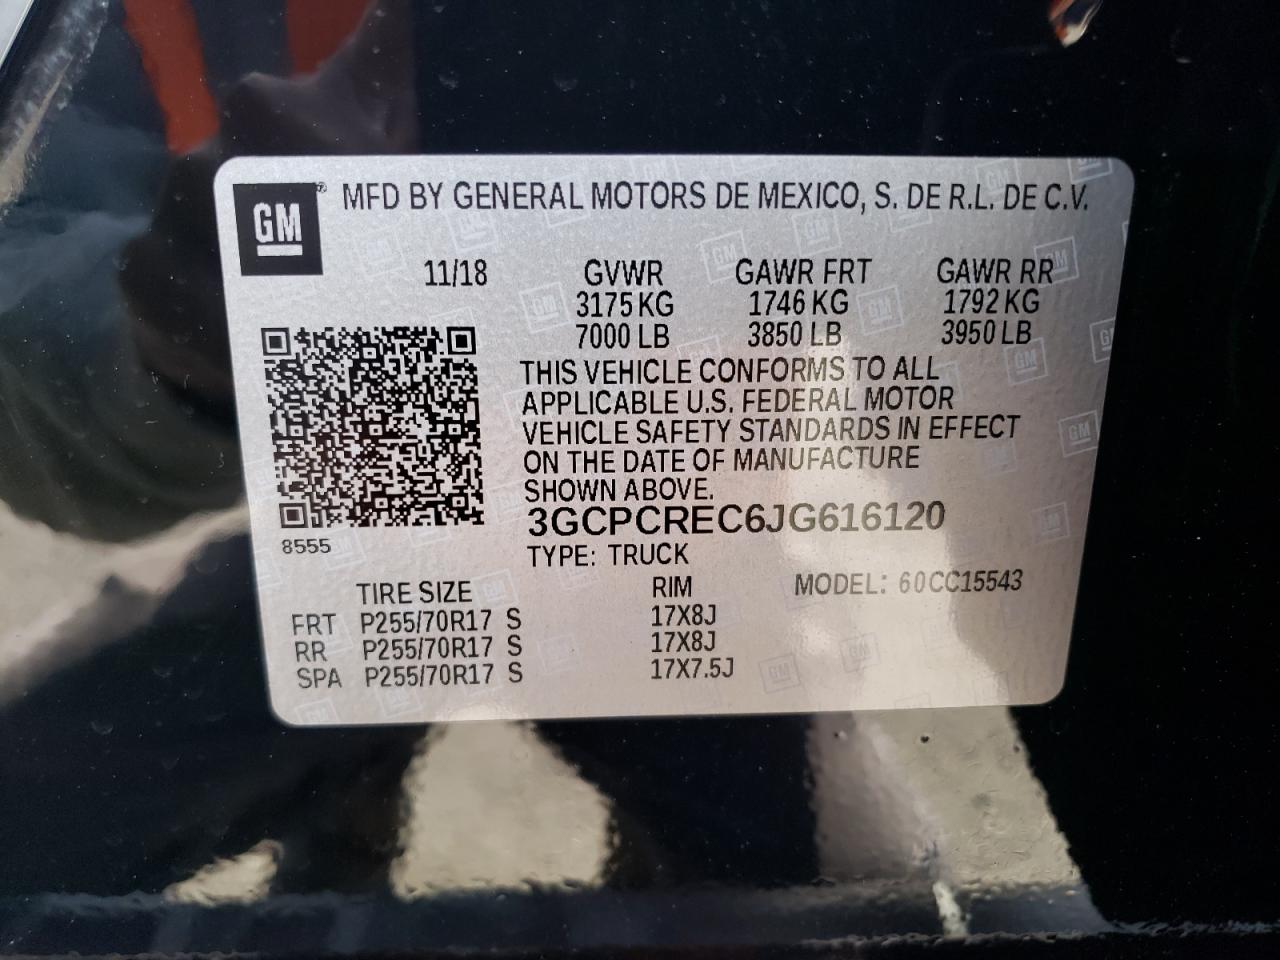 GM® MFD BY GENERAL MOTORS DE MEXICO, S. DE R.L. DE C.V.
11/18 GVWR GAWR FRT GAWR RR
3175 KG 1746 KG 1792 KG
7000 LB 3850 LB 3950 LB
THIS VEHICLE CONFORMS TO ALL
APPLICABLE U.S. FEDERAL MOTOR
VEHICLE SAFETY STANDARDS IN EFFECT
ON THE DATE OF MANUFACTURE
SHOWN ABOVE.
3GCPCREC6JG616120
8555
TYPE: TRUCK
TIRE SIZE RIM MODEL: 60CC15543
FRT P255/70R17 S 17X8J
RR P255/70R17 S 17X8J
SPA P255/70R17 S 17X7.5J